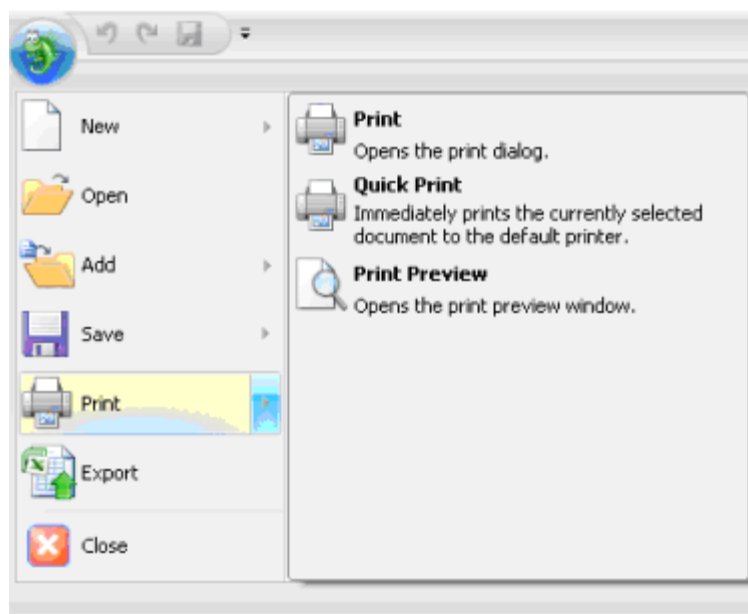 New
Open
Add
Save
Print
Export
Close
Print
Opens the print dialog.
Quick Print
Immediately prints the currently selected
document to the default printer.
Print Preview
Opens the print preview window.